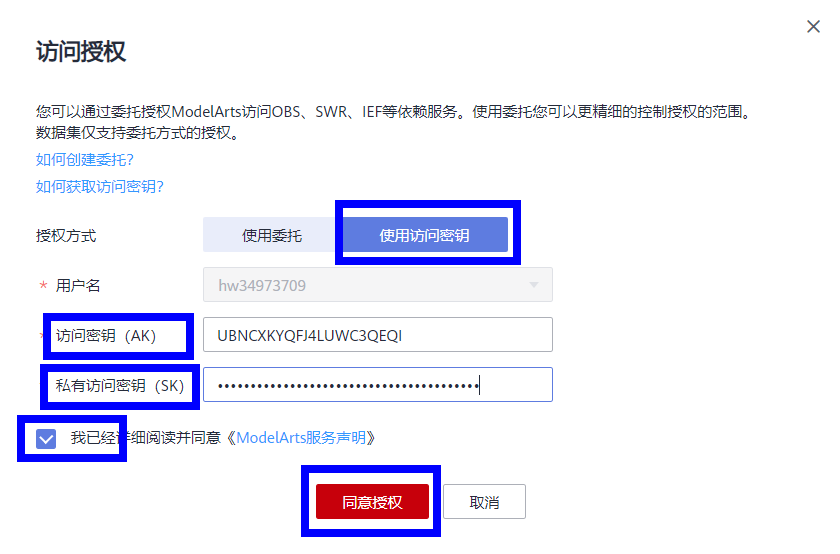 访问授权
您可以通过委托授权ModelArts访问OBS、SWR、IEF等依赖服务。使用委托您可以更精细的控制授权的范围。
数据集仅支持委托方式的授权。
如何创建委托?
如何获取访问密钥?
授权方式 使用委托 使用访问密钥
* 用户名 hw34973709
访问密钥（AK） UBNCXKYQFJ4LUWC3QEQI
私有访问密钥（SK） ••••••••••••••••••••••••••••••••••••••••
我已经详细阅读并同意《ModelArts服务声明》
同意授权 取消